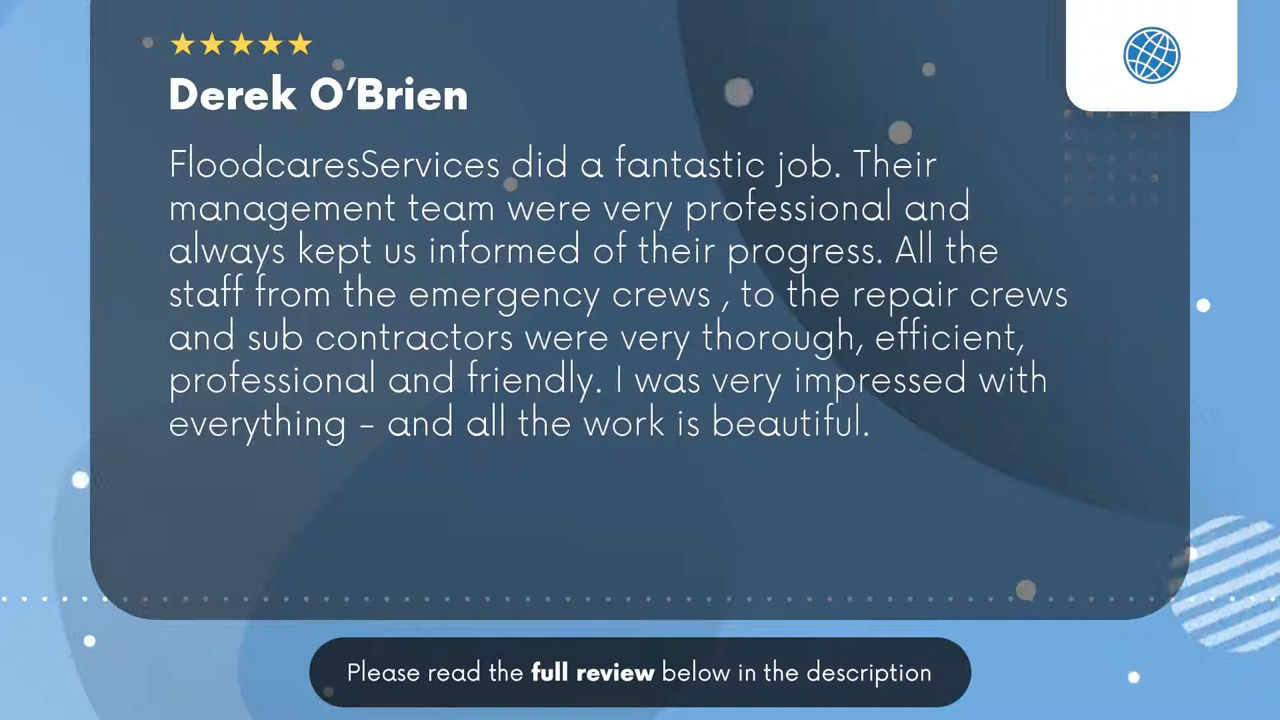 Derek O'Brien
FloodcaresServices did a fantastic job. Their
management team were very professional and
always kept us informed of their progress. All the
staff from the emergency crews , to the repair crews
and sub contractors were very thorough, efficient,
professional and friendly. I was very impressed with
everything – and all the work is beautiful.
Please read the full review below in the description